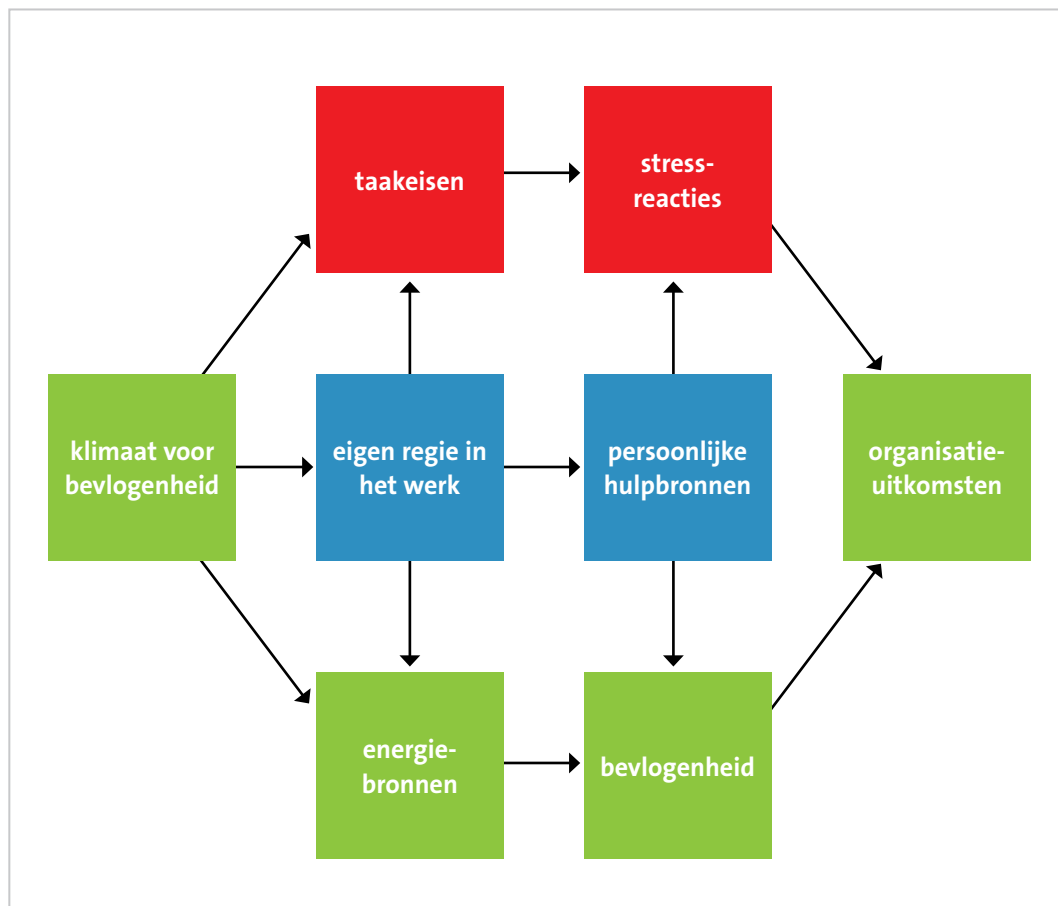 taakeisen
stress-
reacties
klimaat voor
bevlogenheid
eigen regie in
het werk
persoonlijke
hulpbronnen
organisatie-
uitkomsten
energie-
bronnen
bevlogenheid